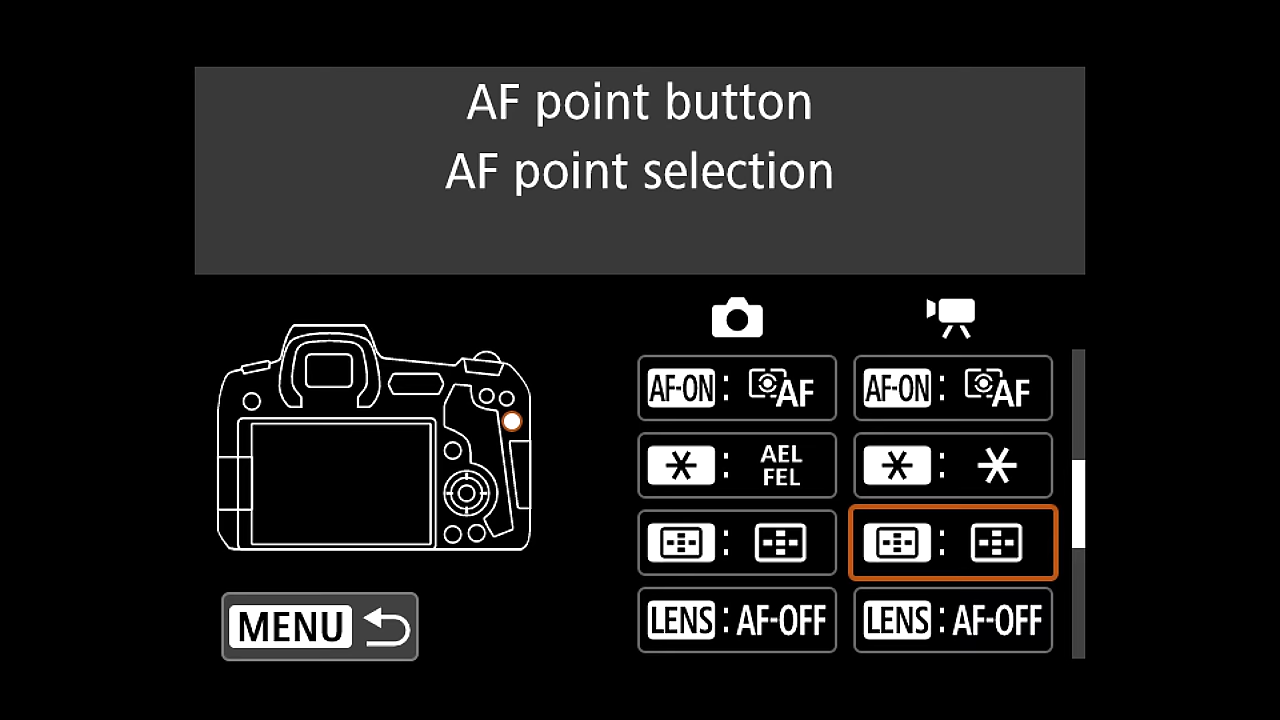 AF point button
AF point selection
AF-ON : AF
AF-ON : AF
* : AEL
FEL
* : *
:
:
LENS : AF-OFF
LENS : AF-OFF
MENU